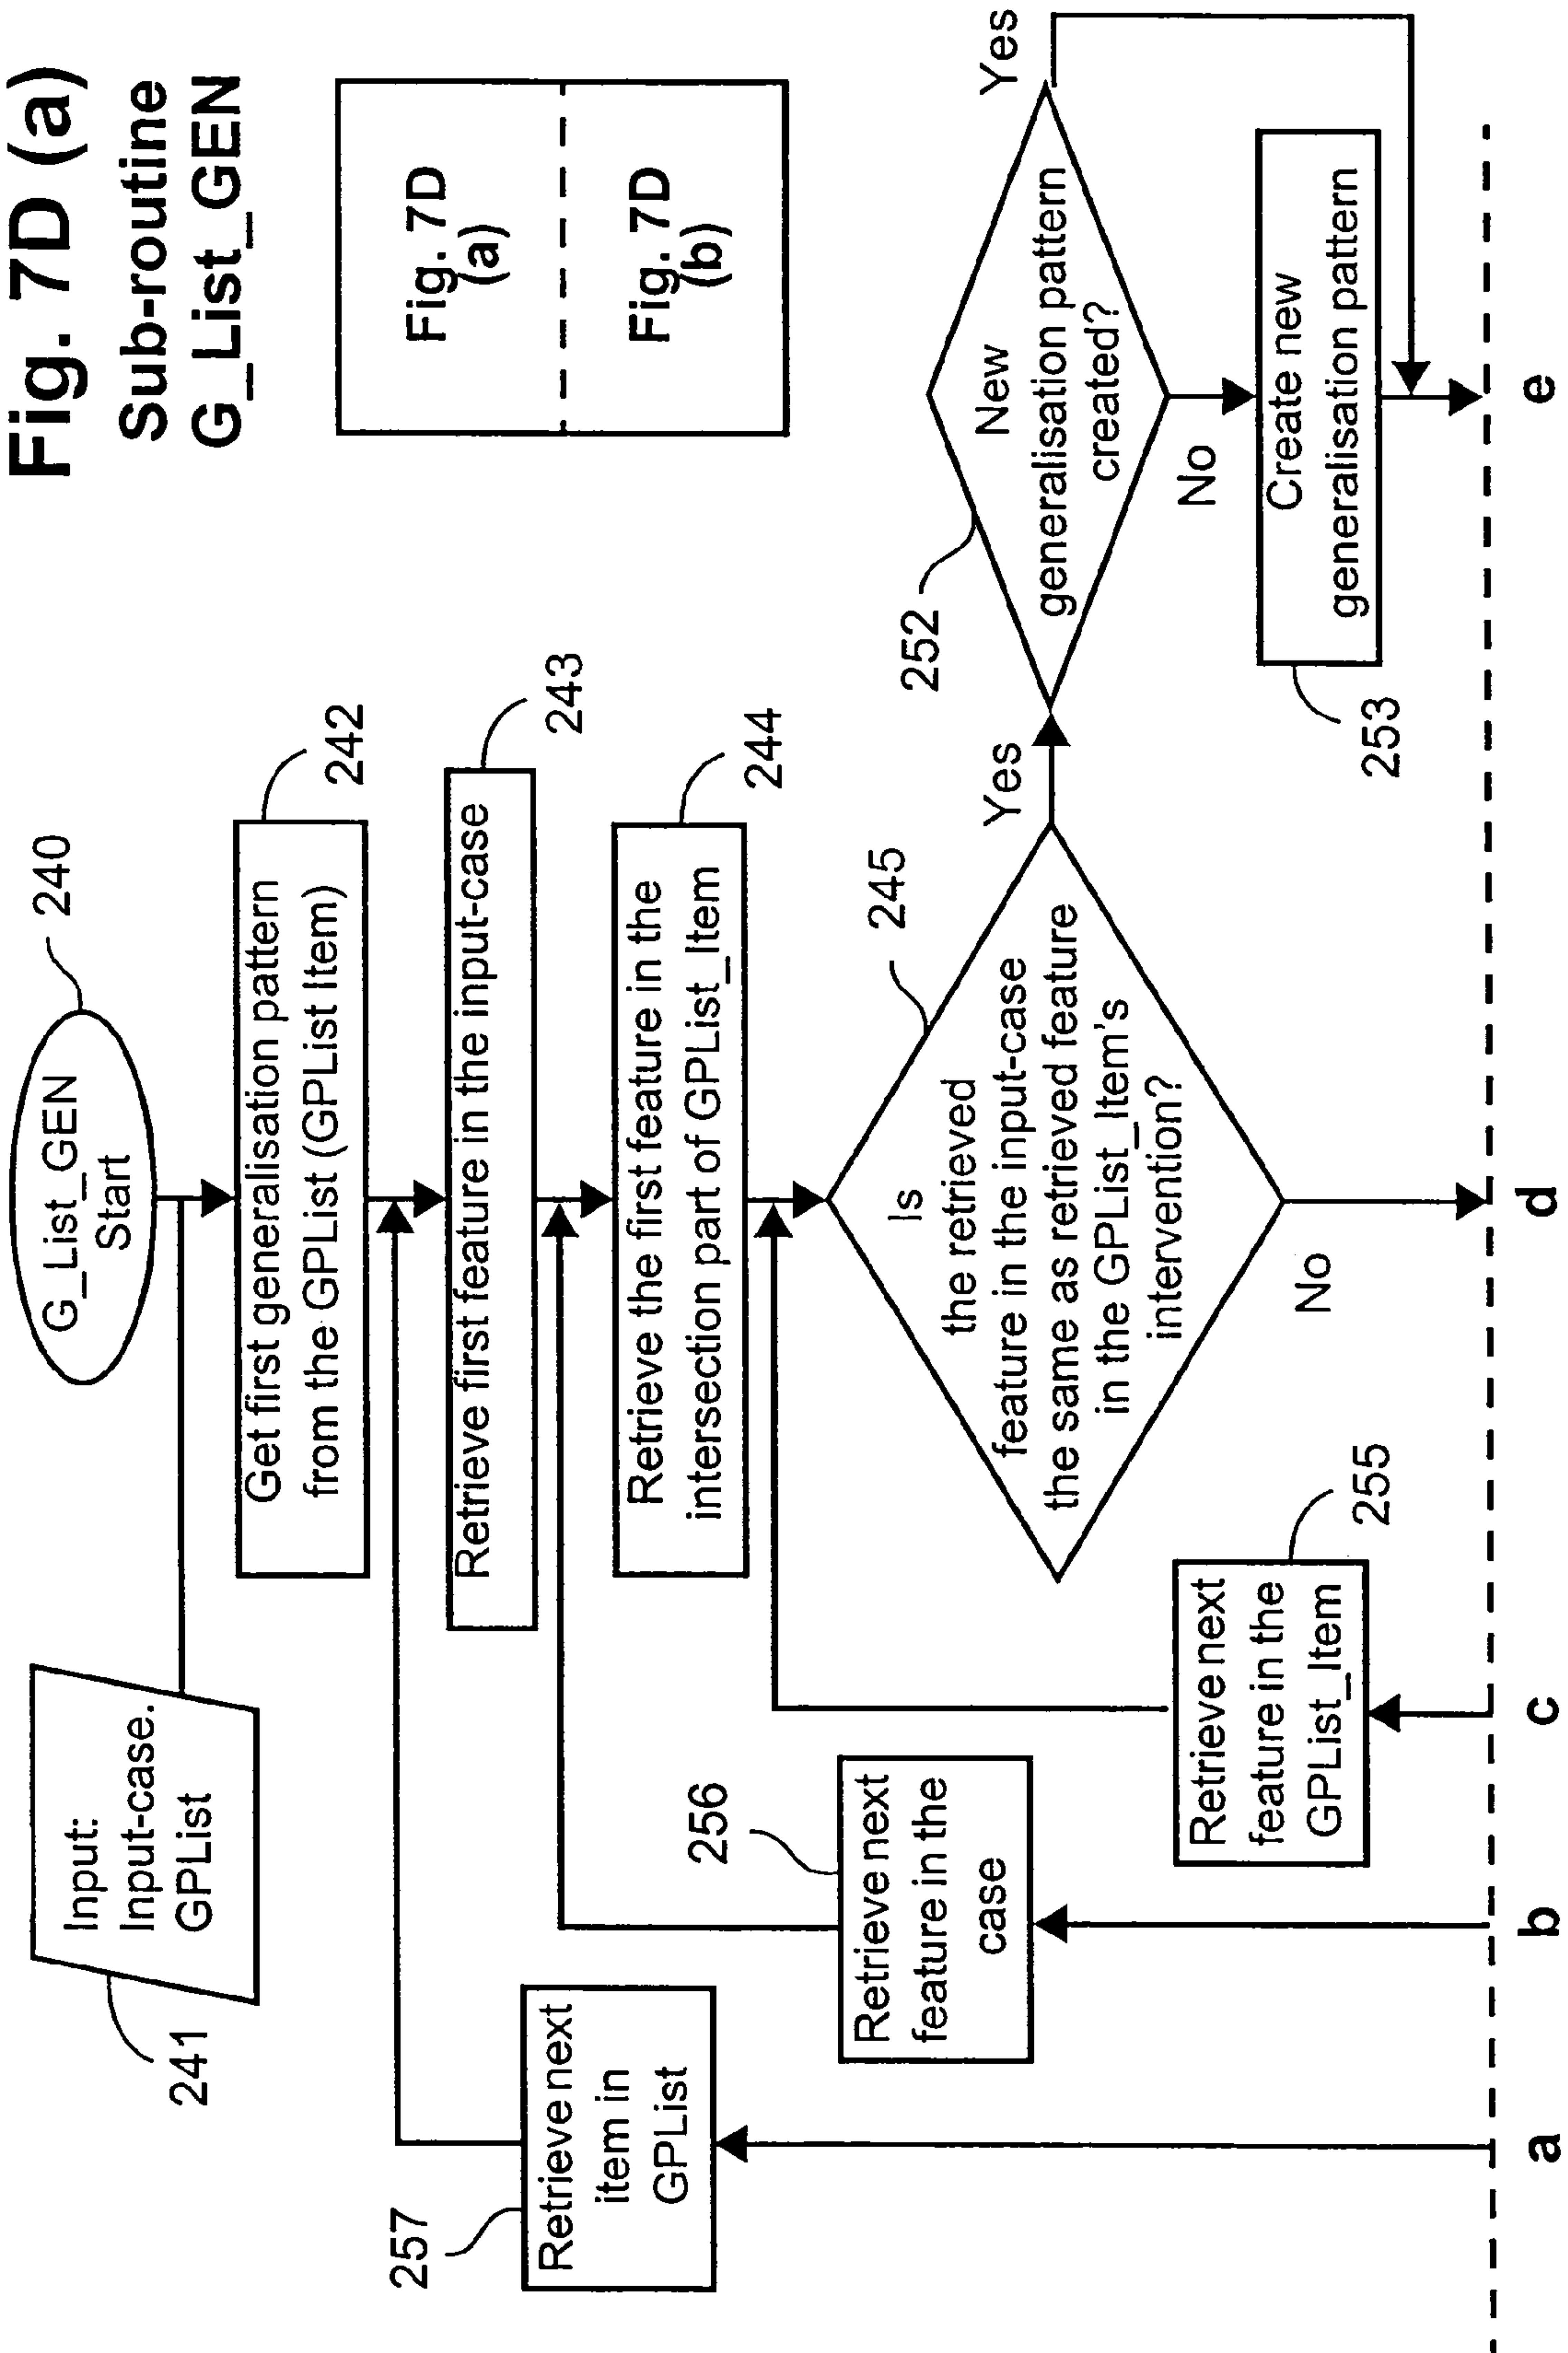 Fig. 7D (a)
Sub-routine
G_List_GEN
Fig. 7D
(a)
Fig. 7D
(b)
G_List_GEN
Start
240
Input:
Input-case.
GPList
241
Get first generalisation pattern
from the GPList (GPList Item)
242
Retrieve first feature in the input-case
243
Retrieve the first feature in the
intersection part of GPList_Item
244
Is
the retrieved
feature in the input-case
the same as retrieved feature
in the GPList_Item's
intervention?
245
Yes
No
New
generalisation pattern
created?
252
Yes
No
Create new
generalisation pattern
253
Retrieve next
item in
GPList
257
Retrieve next
feature in the
case
256
Retrieve next
feature in the
GPList_Item
255
a
b
c
d
e